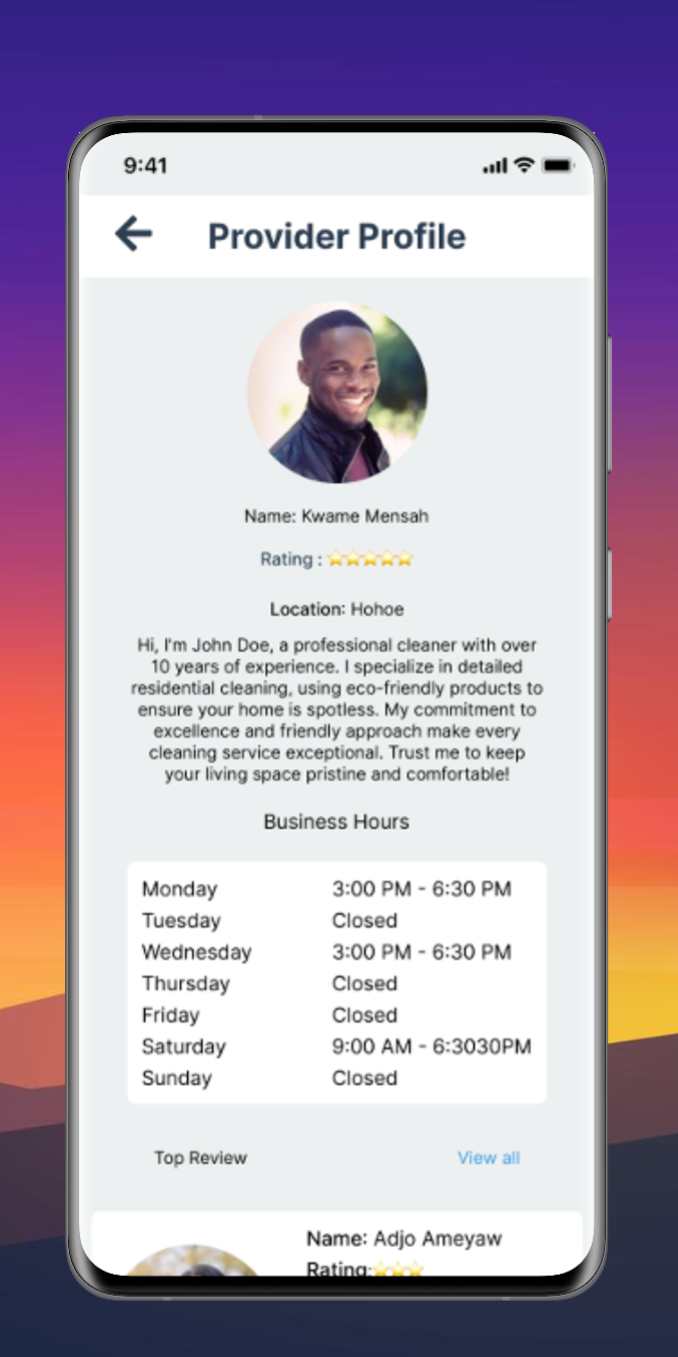 9:41
Provider Profile
Name: Kwame Mensah
Rating : ⭐⭐⭐⭐⭐
Location: Hohoe
Hi, I'm John Doe, a professional cleaner with over
10 years of experience. I specialize in detailed
residential cleaning, using eco-friendly products to
ensure your home is spotless. My commitment to
excellence and friendly approach make every
cleaning service exceptional. Trust me to keep
your living space pristine and comfortable!
Business Hours
Monday 3:00 PM - 6:30 PM
Tuesday Closed
Wednesday 3:00 PM - 6:30 PM
Thursday Closed
Friday Closed
Saturday 9:00 AM - 6:3030PM
Sunday Closed
Top Review View all
Name: Adjo Ameyaw
Rating:⭐⭐⭐